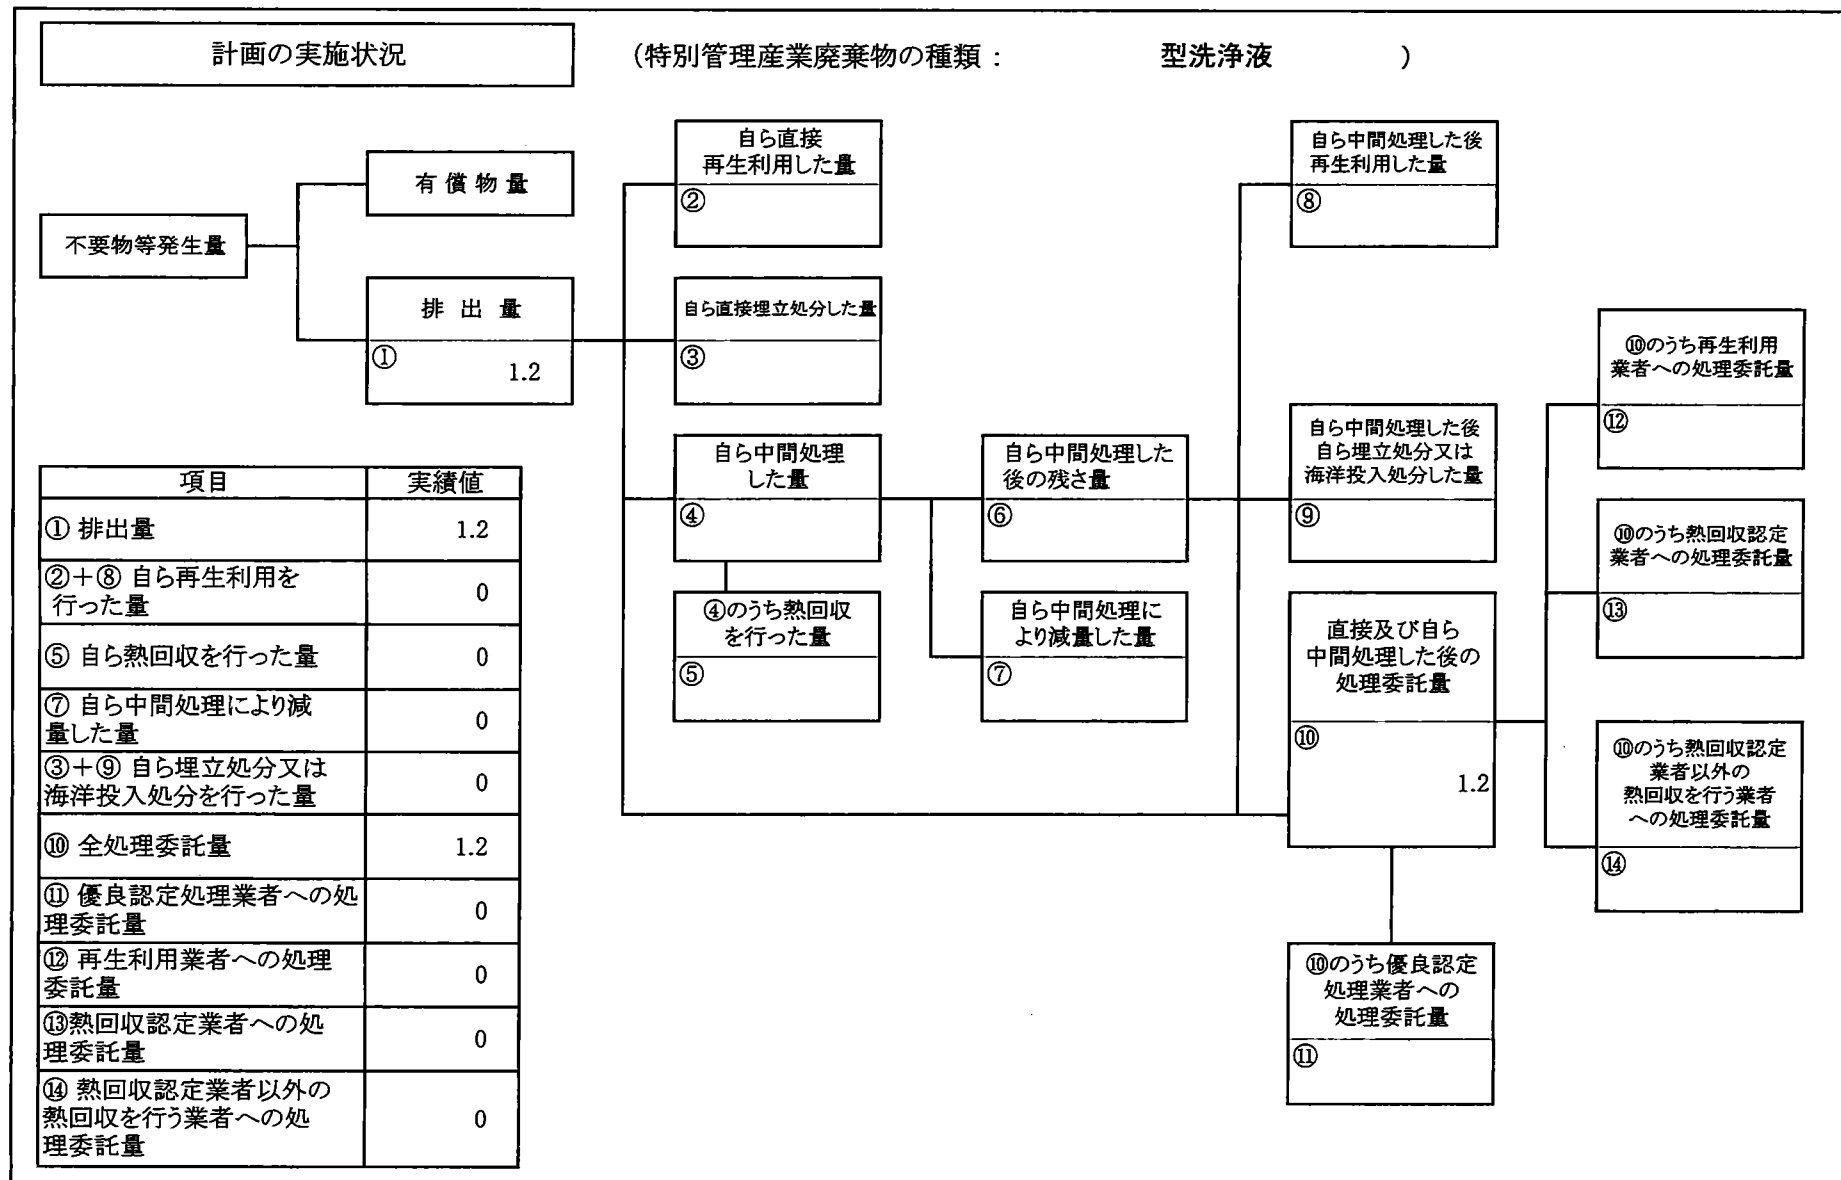 計画の実施状況
(特別管理産業廃棄物の種類: 型洗浄液 )
不要物等発生量
有償物量
排出量
①
1.2
自ら直接
再生利用した量
②
自ら直接埋立処分した量
③
自ら中間処理
した量
④
④のうち熱回収
を行った量
⑤
自ら中間処理した
後の残さ量
⑥
自ら中間処理に
より減量した量
⑦
自ら中間処理した後
再生利用した量
⑧
自ら中間処理した後
自ら埋立処分又は
海洋投入処分した量
⑨
直接及び自ら
中間処理した後の
処理委託量
⑩
1.2
⑩のうち優良認定
処理業者への
処理委託量
⑪
⑩のうち再生利用
業者への処理委託量
⑫
⑩のうち熱回収認定
業者への処理委託量
⑬
⑩のうち熱回収認定
業者以外の
熱回収を行う業者
への処理委託量
⑭
項目 実績値
① 排出量 1.2
②+⑧ 自ら再生利用を
行った量 0
⑤ 自ら熱回収を行った量 0
⑦ 自ら中間処理により減
量した量 0
③+⑨ 自ら埋立処分又は
海洋投入処分を行った量 0
⑩ 全処理委託量 1.2
⑪ 優良認定処理業者への処
理委託量 0
⑫ 再生利用業者への処理
委託量 0
⑬熱回収認定業者への処
理委託量 0
⑭ 熱回収認定業者以外の
熱回収を行う業者への処
理委託量 0